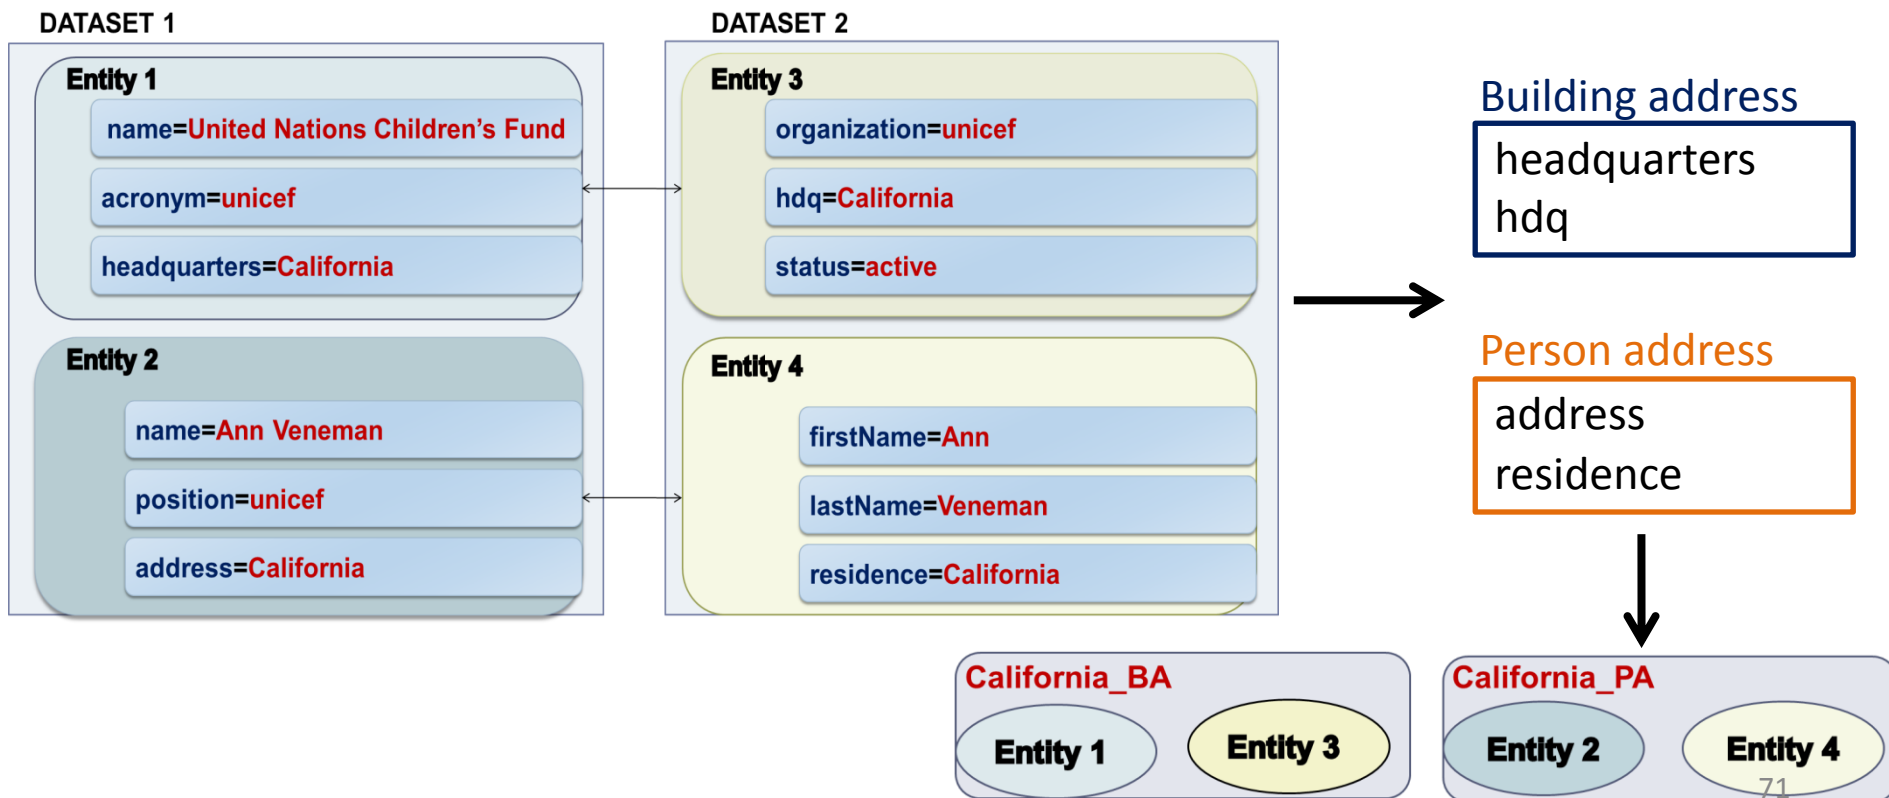 DATASET 1
Entity 1
name=United Nations Children's Fund
acronym=unicef
headquarters=California
Entity 2
name=Ann Veneman
position=unicef
address=California
DATASET 2
Entity 3
organization=unicef
hdq=California
status=active
Entity 4
firstName=Ann
lastName=Veneman
residence=California
Building address
headquarters
hdq
Person address
address
residence
California_BA
Entity 1
Entity 3
California_PA
Entity 2
Entity 4
71